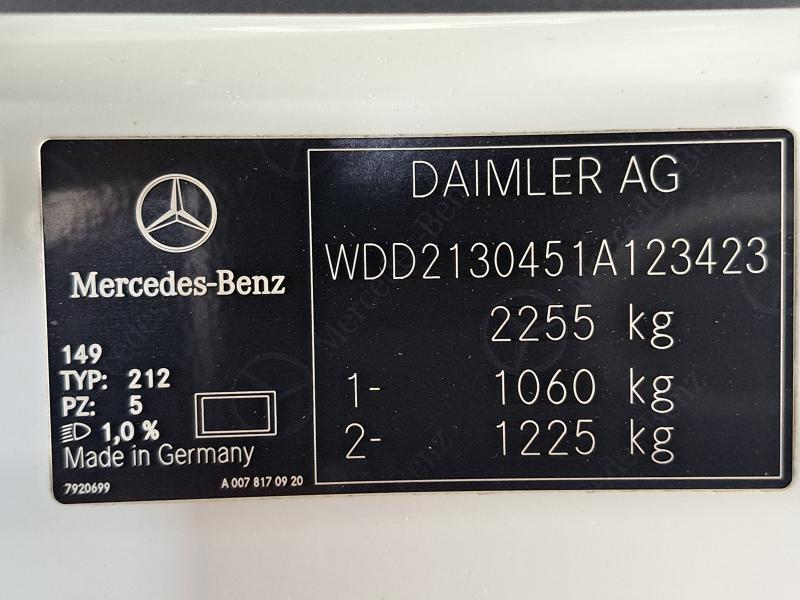 Mercedes-Benz
149
TYP: 212
PZ: 5
1,0 %
Made in Germany
7920699
A 007 817 09 20
DAIMLER AG
WDD2130451A123423
2255 kg
1- 1060 kg
2- 1225 kg